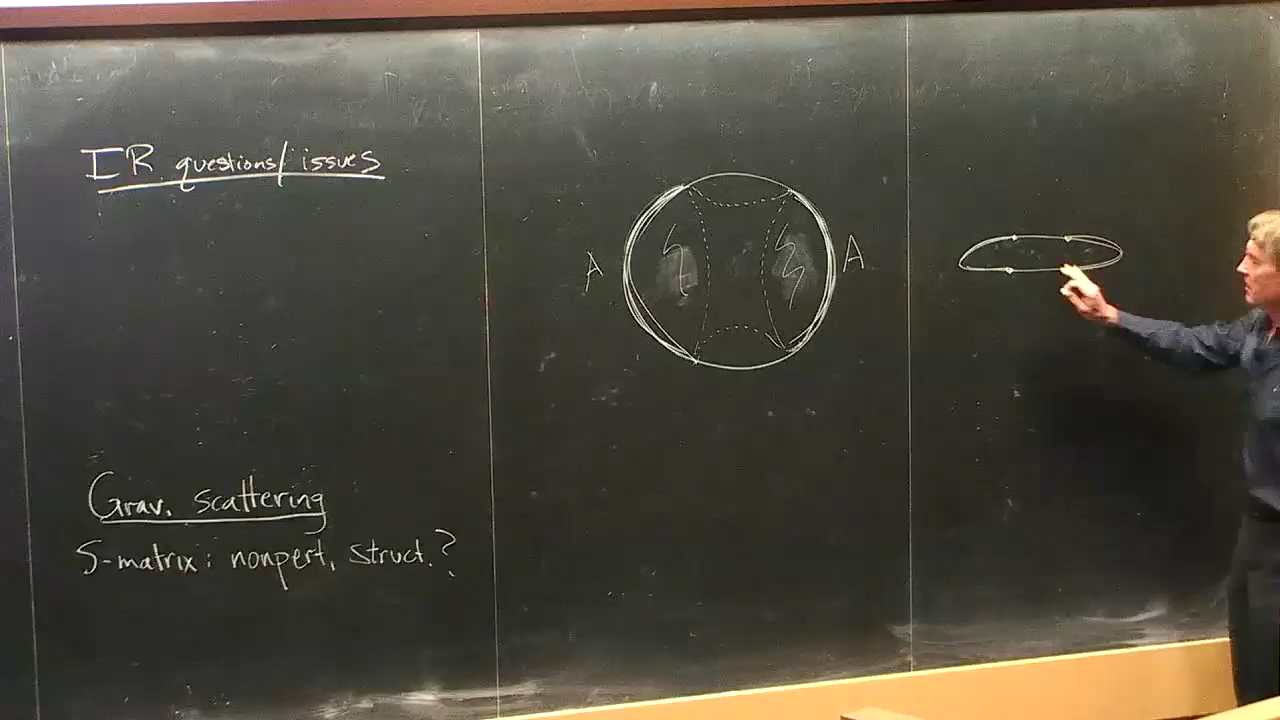 IR questions/issues
A A
Grav. scattering
S-matrix: nonpert. struct.?